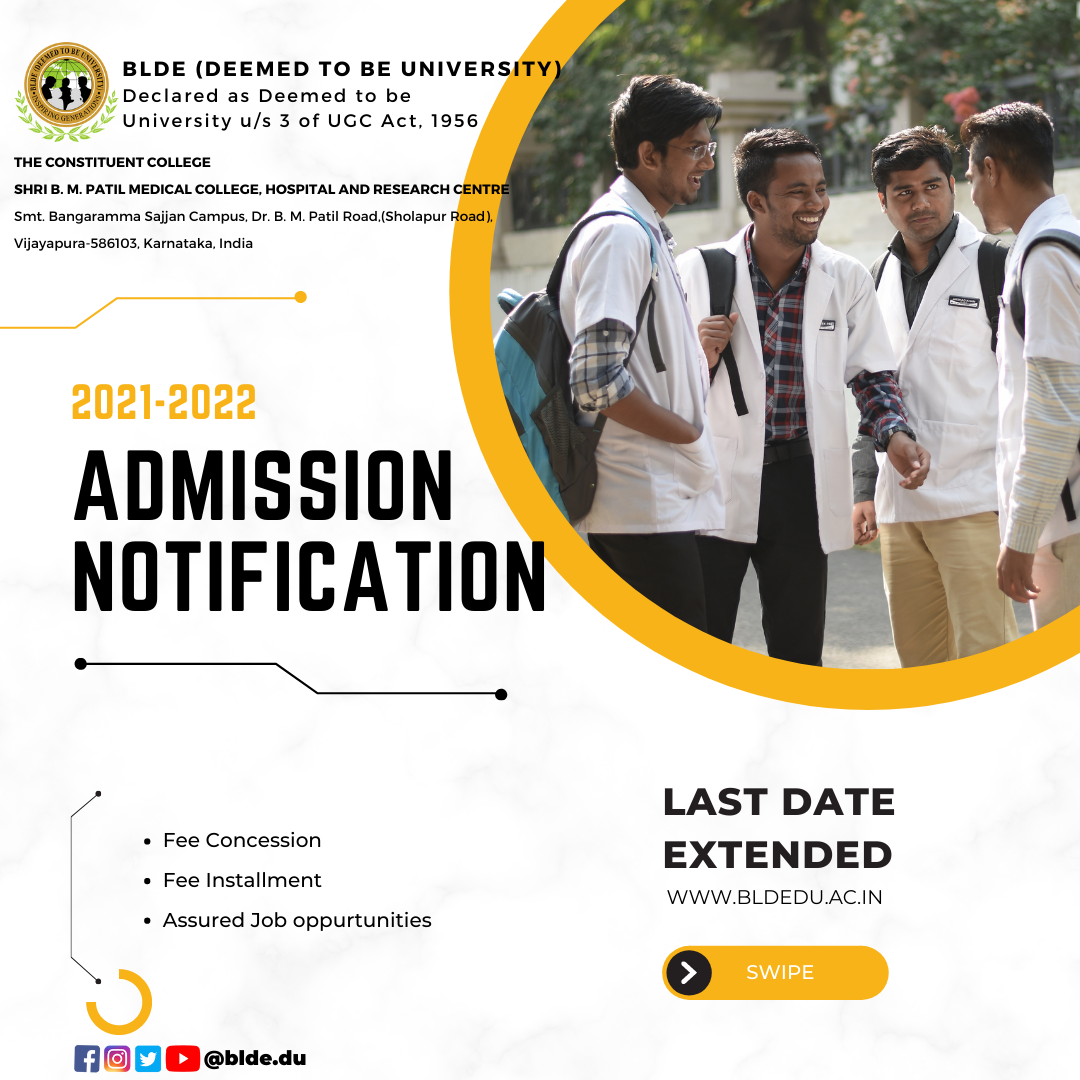 BLDE (DEEMED TO BE UNIVERSITY)
INSPIRING GENERATIONS
BLDE (DEEMED TO BE UNIVERSITY)
Declared as Deemed to be
University u/s 3 of UGC Act, 1956
THE CONSTITUENT COLLEGE
SHRI B. M. PATIL MEDICAL COLLEGE, HOSPITAL AND RESEARCH CENTRE
Smt. Bangaramma Sajjan Campus, Dr. B. M. Patil Road,(Sholapur Road),
Vijayapura-586103, Karnataka, India
2021-2022
ADMISSION
NOTIFICATION
Fee Concession
Fee Installment
Assured Job oppurtunities
LAST DATE
EXTENDED
WWW.BLDEDU.AC.IN
SWIPE
@blde.du